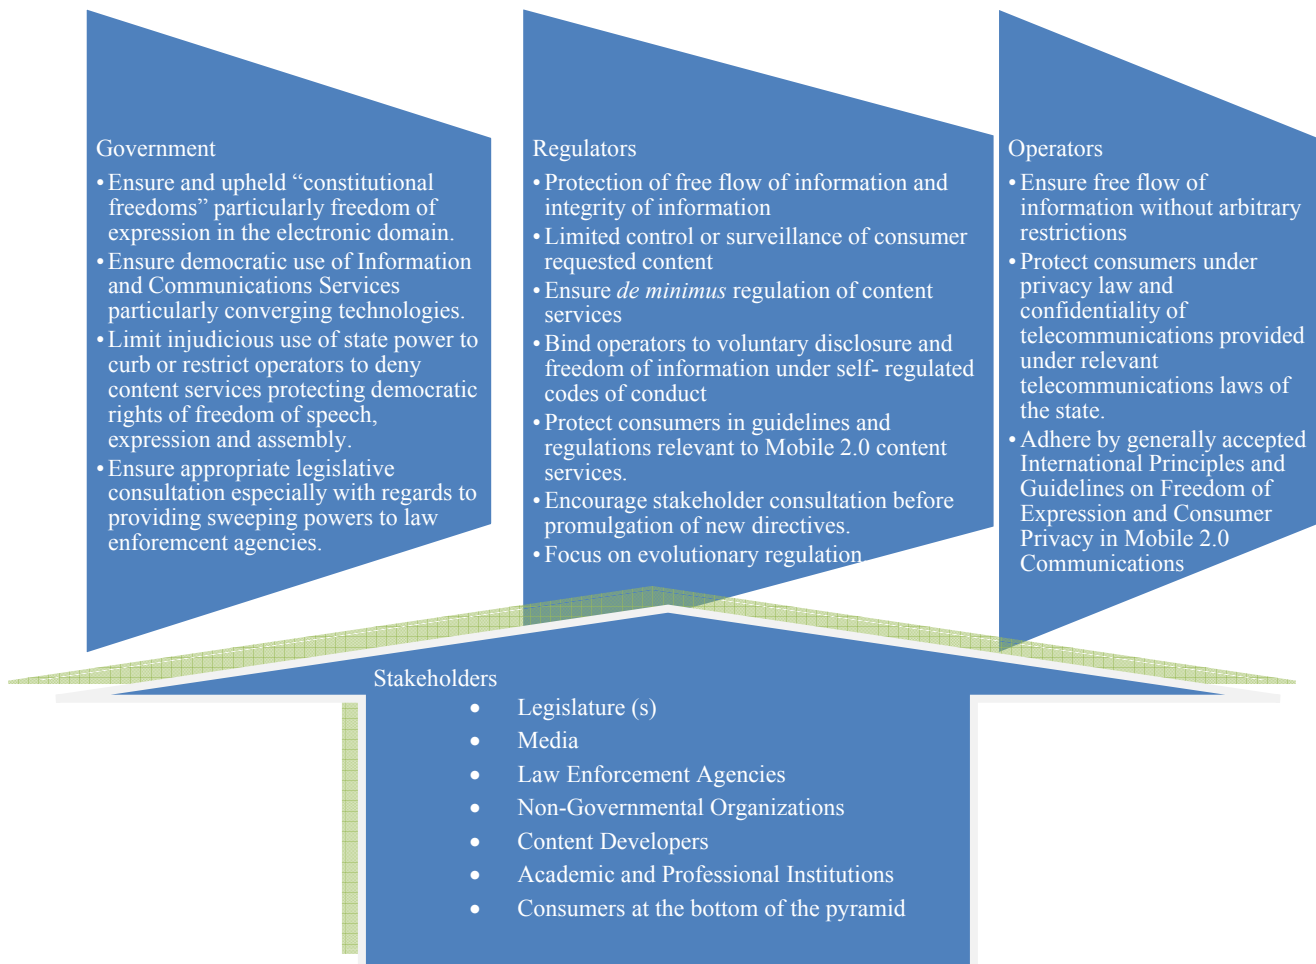 Government
• Ensure and upheld “constitutional
freedoms” particularly freedom of
expression in the electronic domain.
• Ensure democratic use of Information
and Communications Services
particularly converging technologies.
• Limit injudicious use of state power to
curb or restrict operators to deny
content services protecting democratic
rights of freedom of speech,
expression and assembly.
• Ensure appropriate legislative
consultation especially with regards to
providing sweeping powers to law
enforemcent agencies.
Regulators
• Protection of free flow of information and
integrity of information
• Limited control or surveillance of consumer
requested content
• Ensure de minimus regulation of content
services
• Bind operators to voluntary disclosure and
freedom of information under self- regulated
codes of conduct
• Protect consumers in guidelines and
regulations relevant to Mobile 2.0 content
services.
• Encourage stakeholder consultation before
promulgation of new directives.
• Focus on evolutionary regulation
Operators
• Ensure free flow of
information without arbitrary
restrictions
• Protect consumers under
privacy law and
confidentiality of
telecommunications provided
under relevant
telecommunications laws of
the state.
• Adhere by generally accepted
International Principles and
Guidelines on Freedom of
Expression and Consumer
Privacy in Mobile 2.0
Communications
Stakeholders
• Legislature (s)
• Media
• Law Enforcement Agencies
• Non-Governmental Organizations
• Content Developers
• Academic and Professional Institutions
• Consumers at the bottom of the pyramid